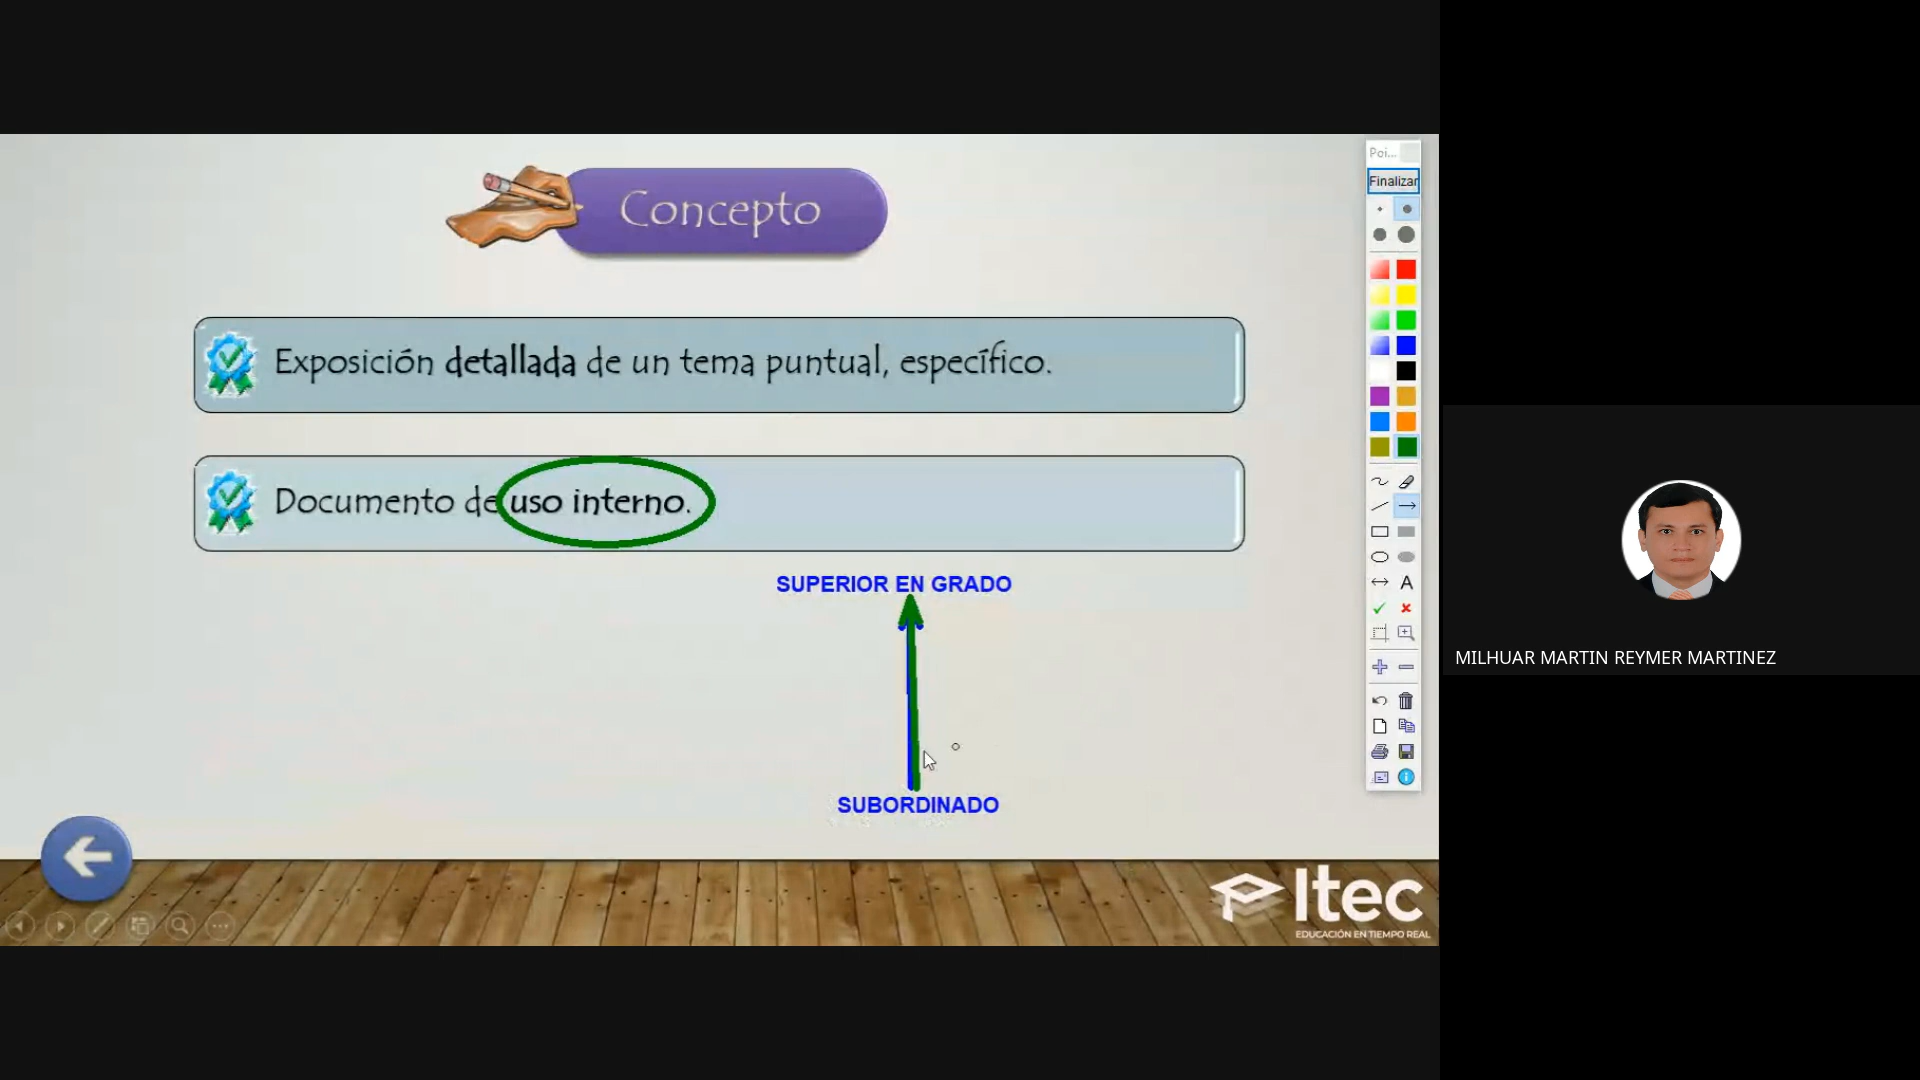 Concepto
Exposición detallada de un tema puntual, específico.
Documento de uso interno.
SUPERIOR EN GRADO
SUBORDINADO
Itec
EDUCACIÓN EN TIEMPO REAL
Poi...
Finalizar
A
MILHUAR MARTIN REYMER MARTINEZ